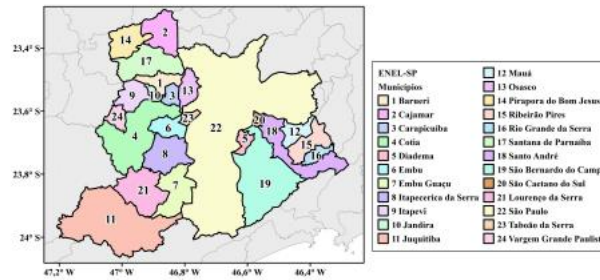 23,4° S
23,6° S
23,8° S
24° S
47,2° W
47° W
46,8° W
46,6° W
46,4° W
14
2
17
1
9
10
3
13
24
4
6
23
8
22
20
5
18
12
15
16
19
21
7
11
ENEL-SP
Municípios
1 Barueri
2 Cajamar
3 Carapicuíba
4 Cotia
5 Diadema
6 Embu
7 Embu Guaçu
8 Itapecerica da Serra
9 Itapevi
10 Jandira
11 Juquitiba
12 Mauá
13 Osasco
14 Pirapora do Bom Jesus
15 Ribeirão Pires
16 Rio Grande da Serra
17 Santana de Parnaíba
18 Santo André
19 São Bernardo do Camp
20 São Caetano do Sul
21 Lourenço da Serra
22 São Paulo
23 Taboão da Serra
24 Vargem Grande Paulist